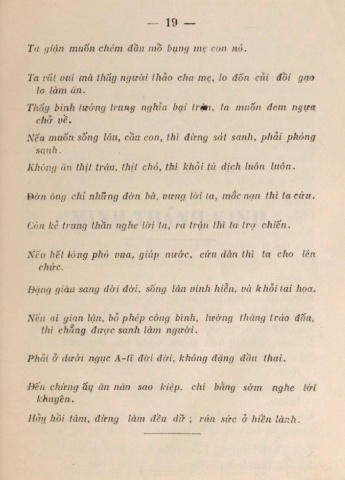 — 19 —
Ta giận muốn chém đầu mổ bụng mẹ con nó.
Ta rất vui mà thấy người thảo cha mẹ, lo đốn củi đổi gạo
lo làm ăn.
Thấy binh tướng trung nghĩa bại trận, ta muốn đem ngựa
chở về.
Nếu muốn sống lâu, cầu con, thì đừng sát sanh, phải phóng
sanh.
Không ăn thịt trâu, thịt chó, thì khỏi tù dịch luôn luôn.
Đờn ông chí những đờn bà, vưng lời ta, mắc nạn thì ta cứu.
Còn kẻ trung thần nghe lời ta, ra trận thì ta trợ chiến.
Nếu hết lòng phò vua, giúp nước, cứu dân thì ta cho lên
chức.
Đặng giàu sang đời đời, sống lâu vinh hiển, và khỏi tai họa.
Nếu ai gian lận, bỏ phép công bình, lường thăng tráo đấu,
thì chẳng được sanh làm người.
Phải ở dưới ngục A-tì đời đời, không đặng đầu thai.
Đến chừng ấy ăn năn sao kiệp, chi bằng sớm nghe lời
khuyên.
Hãy hồi tâm, đừng làm đều dữ ; rán sức ở hiền lành.